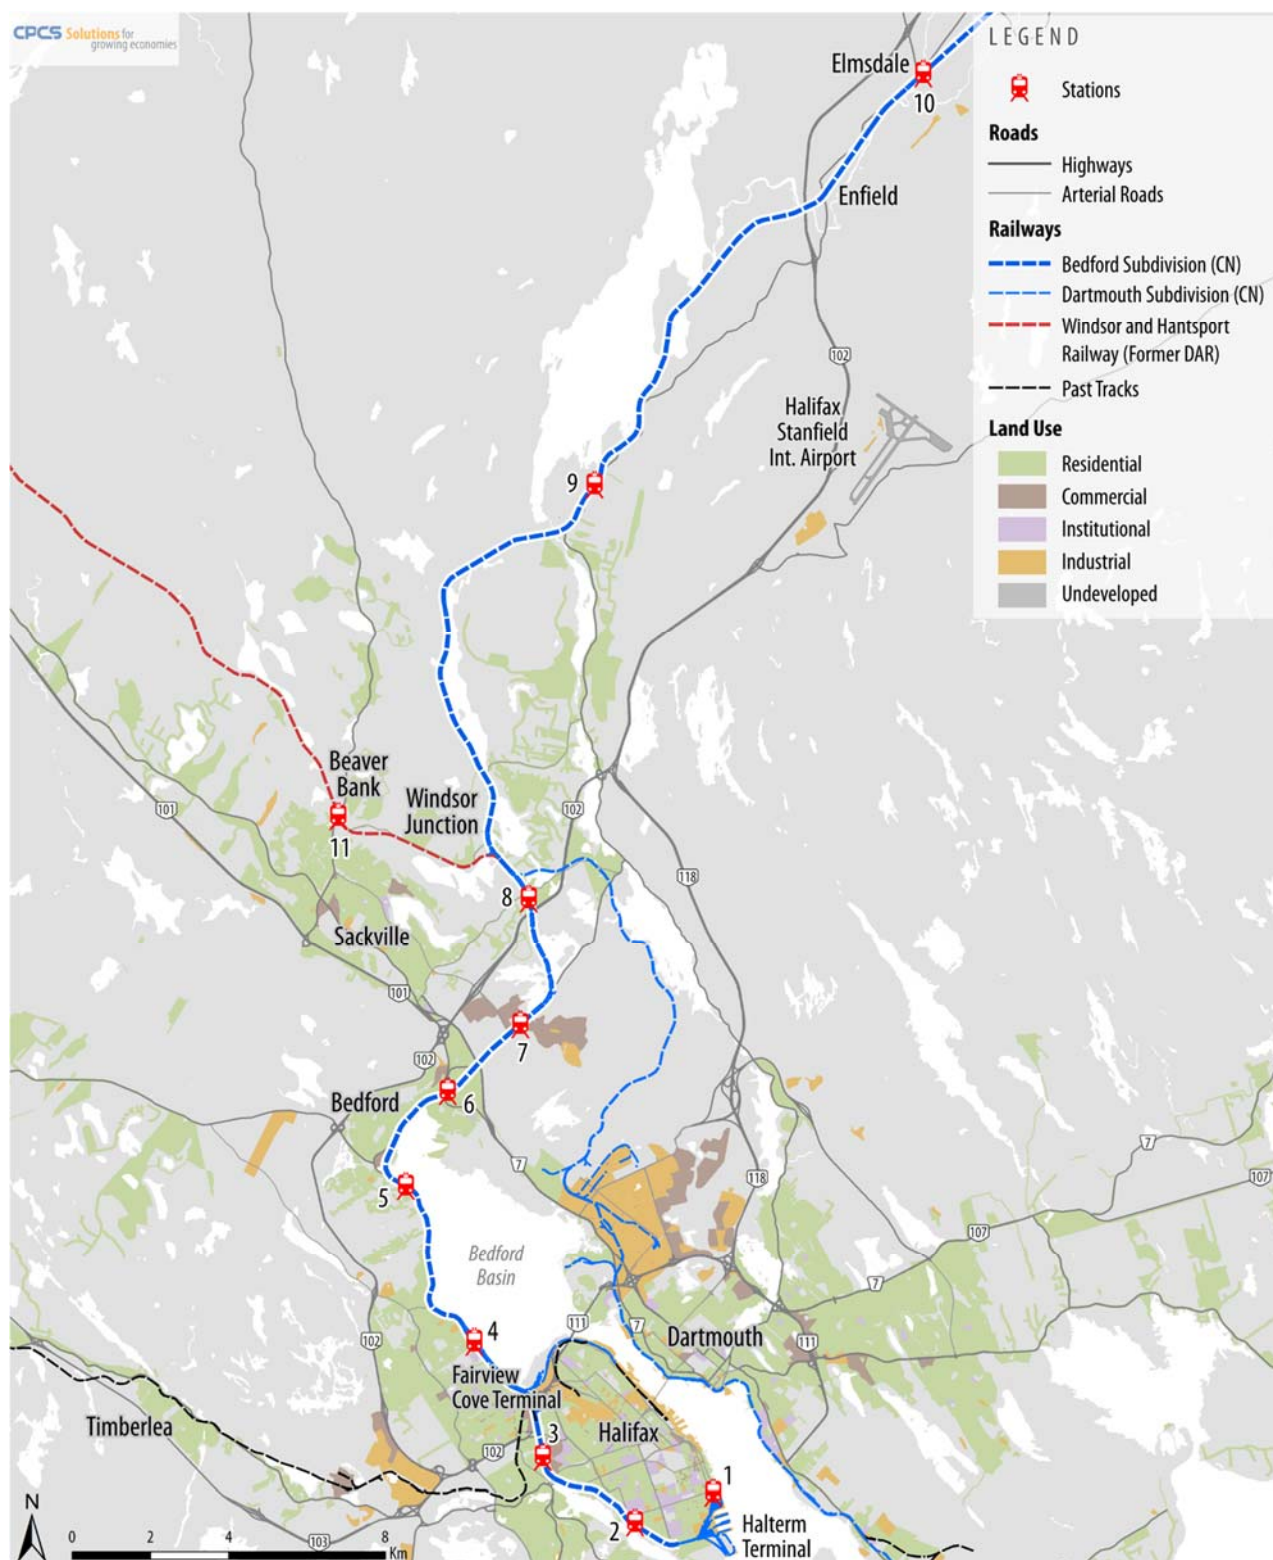 CPCS Solutions for
growing economies
LEGEND
Stations
Roads
Highways
Arterial Roads
Railways
Bedford Subdivision (CN)
Dartmouth Subdivision (CN)
Windsor and Hantsport
Railway (Former DAR)
Past Tracks
Land Use
Residential
Commercial
Institutional
Industrial
Undeveloped
Elmsdale
10
Enfield
102
Halifax
Stanfield
Int. Airport
9
Beaver
Bank
101
Windsor
Junction
102
11
118
8
Sackville
101
7
102
Bedford
6
7
7
118
107
5
107
Bedford
Basin
7
4
111
7
Dartmouth
111
102
Fairview
Cove Terminal
Timberlea
3
Halifax
102
1
2
Halterm
Terminal
103
N
0 2 4 8
Km